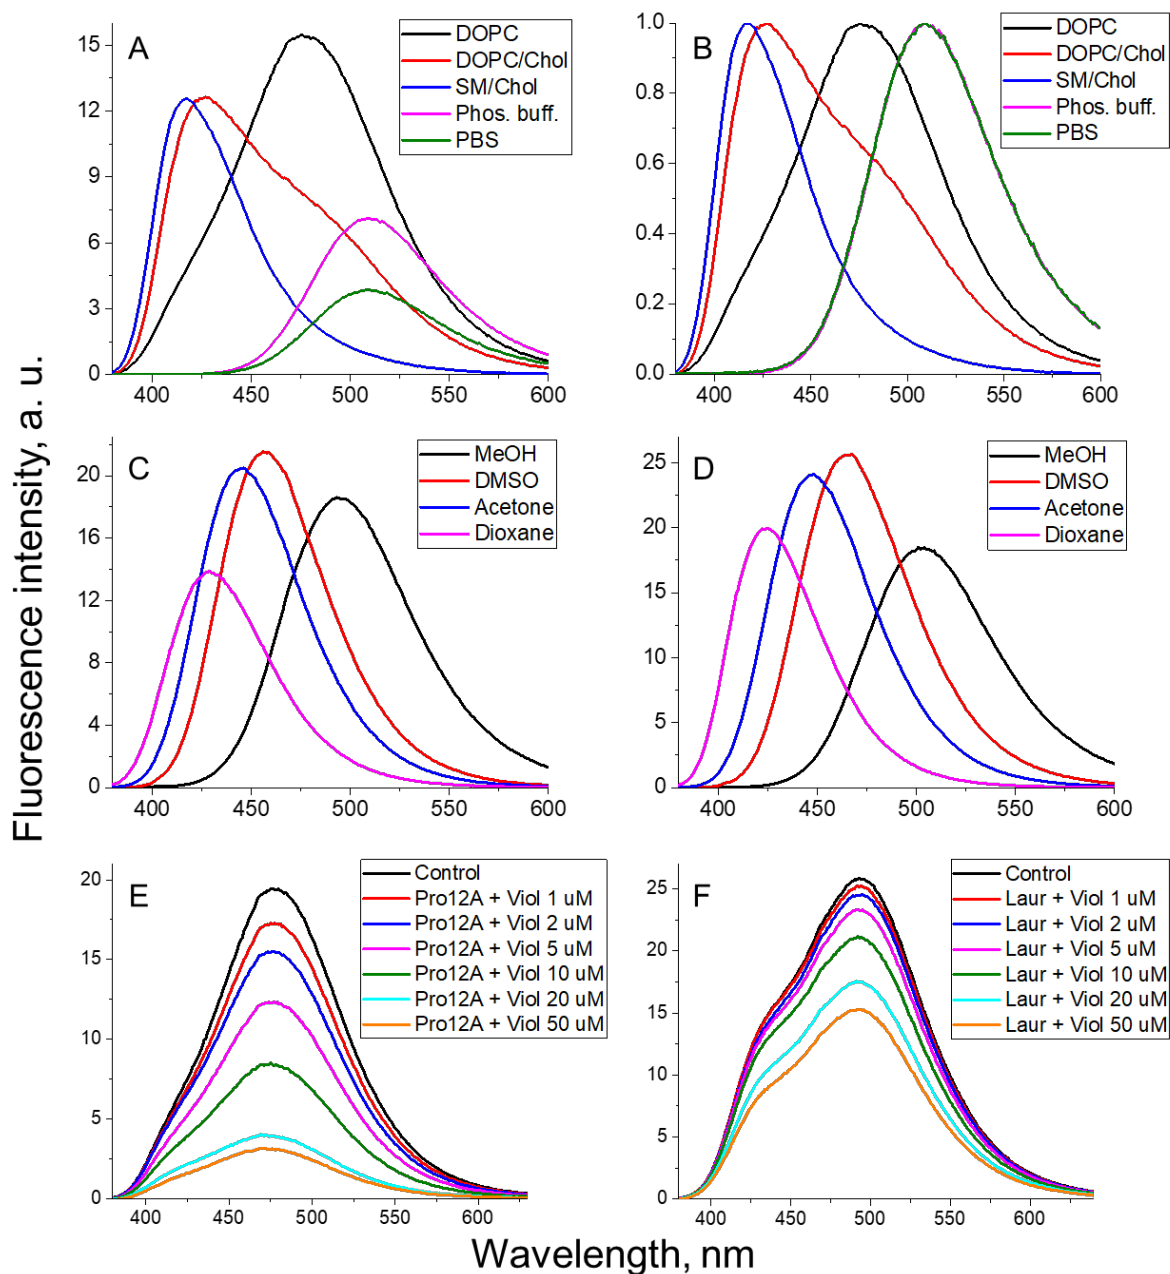 A
DOPC
DOPC/Chol
SM/Chol
Phos. buff.
PBS
15
12
9
6
3
0
400 450 500 550 600
B
DOPC
DOPC/Chol
SM/Chol
Phos. buff.
PBS
1.0
0.8
0.6
0.4
0.2
0.0
400 450 500 550 600
C
MeOH
DMSO
Acetone
Dioxane
20
16
12
8
4
0
400 450 500 550 600
D
MeOH
DMSO
Acetone
Dioxane
25
20
15
10
5
0
400 450 500 550 600
E
Control
Pro12A + Viol 1 uM
Pro12A + Viol 2 uM
Pro12A + Viol 5 uM
Pro12A + Viol 10 uM
Pro12A + Viol 20 uM
Pro12A + Viol 50 uM
20
15
10
5
0
400 450 500 550 600
F
Control
Laur + Viol 1 uM
Laur + Viol 2 uM
Laur + Viol 5 uM
Laur + Viol 10 uM
Laur + Viol 20 uM
Laur + Viol 50 uM
25
20
15
10
5
0
400 450 500 550 600
Fluorescence intensity, a. u.
Wavelength, nm